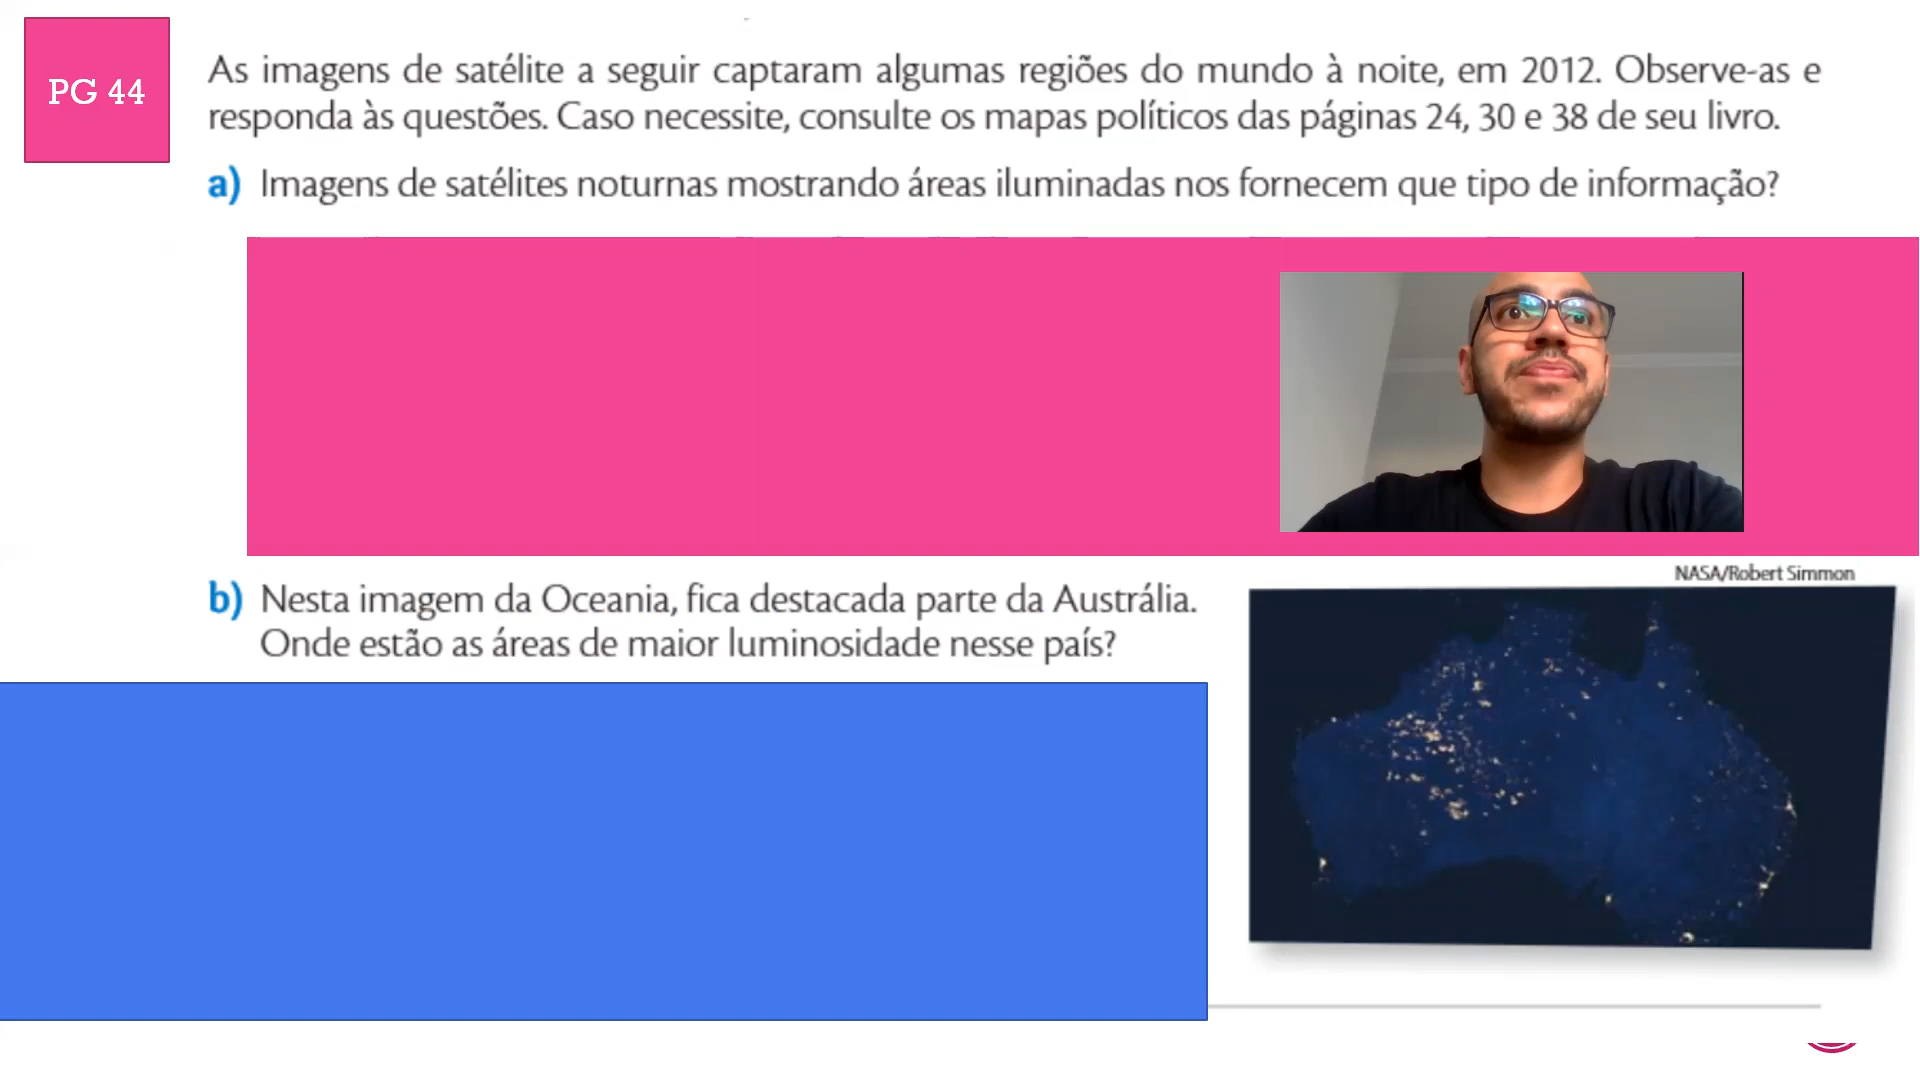 PG 44
As imagens de satélite a seguir captaram algumas regiões do mundo à noite, em 2012. Observe-as e
responda às questões. Caso necessite, consulte os mapas políticos das páginas 24, 30 e 38 de seu livro.
a) Imagens de satélites noturnas mostrando áreas iluminadas nos fornecem que tipo de informação?
b) Nesta imagem da Oceania, fica destacada parte da Austrália.
Onde estão as áreas de maior luminosidade nesse país?
NASA/Robert Simmon